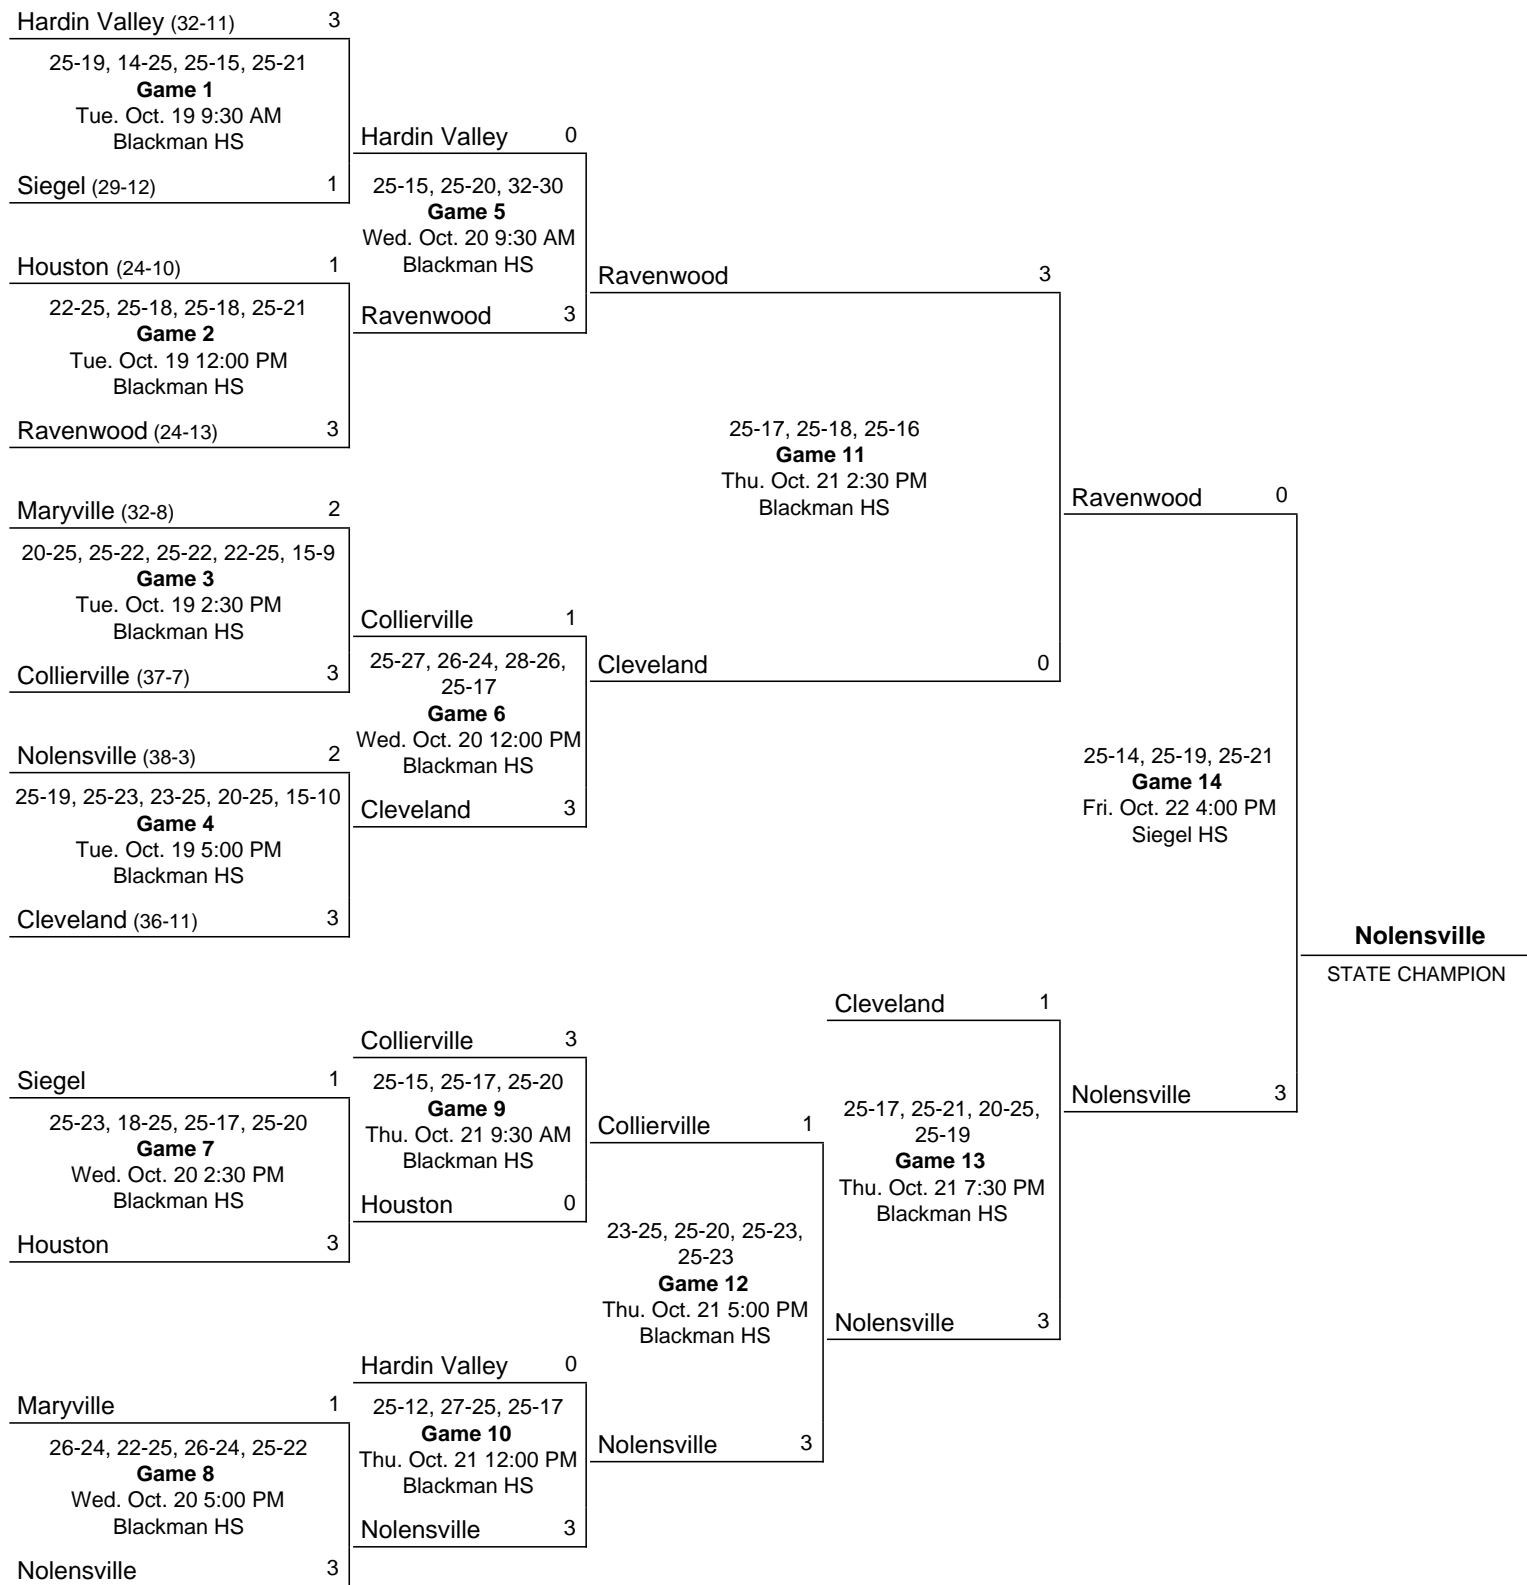 Hardin Valley (32-11) 3
25-19, 14-25, 25-15, 25-21
Game 1
Tue. Oct. 19 9:30 AM
Blackman HS
Siegel (29-12) 1
Houston (24-10) 1
22-25, 25-18, 25-18, 25-21
Game 2
Tue. Oct. 19 12:00 PM
Blackman HS
Ravenwood (24-13) 3
Maryville (32-8) 2
20-25, 25-22, 25-22, 22-25, 15-9
Game 3
Tue. Oct. 19 2:30 PM
Blackman HS
Collierville (37-7) 3
Nolensville (38-3) 2
25-19, 25-23, 23-25, 20-25, 15-10
Game 4
Tue. Oct. 19 5:00 PM
Blackman HS
Cleveland (36-11) 3
Siegel 1
25-23, 18-25, 25-17, 25-20
Game 7
Wed. Oct. 20 2:30 PM
Blackman HS
Houston 3
Maryville 1
26-24, 22-25, 26-24, 25-22
Game 8
Wed. Oct. 20 5:00 PM
Blackman HS
Nolensville 3
Hardin Valley 0
25-15, 25-20, 32-30
Game 5
Wed. Oct. 20 9:30 AM
Blackman HS
Ravenwood 3
Collierville 1
25-27, 26-24, 28-26,
25-17
Game 6
Wed. Oct. 20 12:00 PM
Blackman HS
Cleveland 3
Collierville 3
25-15, 25-17, 25-20
Game 9
Thu. Oct. 21 9:30 AM
Blackman HS
Houston 0
Hardin Valley 0
25-12, 27-25, 25-17
Game 10
Thu. Oct. 21 12:00 PM
Blackman HS
Nolensville 3
Ravenwood 3
25-17, 25-18, 25-16
Game 11
Thu. Oct. 21 2:30 PM
Blackman HS
Cleveland 0
Collierville 1
23-25, 25-20, 25-23,
25-23
Game 12
Thu. Oct. 21 5:00 PM
Blackman HS
Nolensville 3
Cleveland 1
25-17, 25-21, 20-25,
25-19
Game 13
Thu. Oct. 21 7:30 PM
Blackman HS
Nolensville 3
Ravenwood 0
25-14, 25-19, 25-21
Game 14
Fri. Oct. 22 4:00 PM
Siegel HS
Nolensville 3
Nolensville
STATE CHAMPION